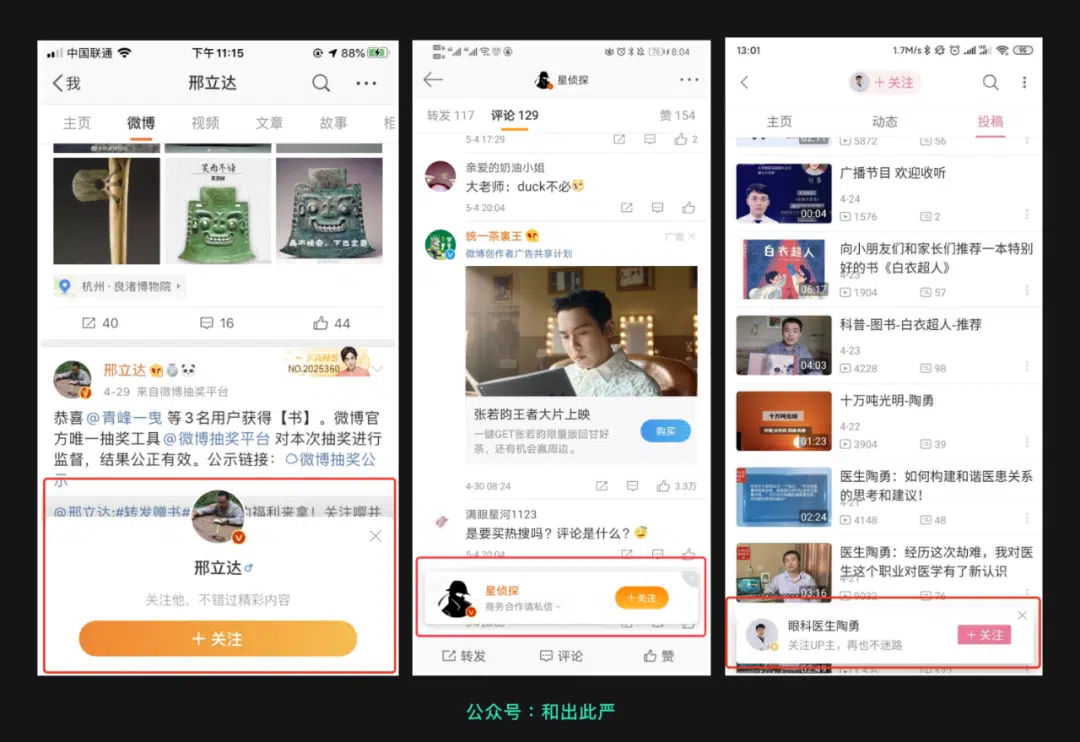 中国联通
下午11:15
88%
我
邢立达
主页
微博
视频
文章
故事
相
笑而不语
杭州·良渚博物院
40
16
44
邢立达
FANS
NO.2025360
4-29 来自微博抽奖平台
恭喜@青峰一曳 等3名用户获得【书】。微博官
方唯一抽奖工具@微博抽奖平台 对本次抽奖进行
监督,结果公正有效。公示链接:微博抽奖公
示
@邢立达:#转发赠书#
的福利来拿!关注嘤并
邢立达♂
关注他,不错过精彩内容
+ 关注
8:04
星侦探
转发 117
评论 129
赞 154
5-4 17:29
2
亲爱的奶油小姐
大老师:duck不必
5-4 20:04
统一茶裏王
广告
微博创作者广告共享计划
张若昀王者大片上映
一键GET张若昀限量版回甘好
茶,还有机会赢周边。
购买
4-30 08:24
3.3万
满眼星河1123
是要买热搜吗?评论是什么?
5-4 20:04
星侦探
商务合作请私信~
+关注
转发
评论
赞
13:01
1.7M/s
95
+ 关注
主页
动态
投稿
5872
56
广播节目 欢迎收听
4-24
00:04
1576
2
向小朋友们和家长们推荐一本特别
好的书《白衣超人》
白衣超人
4-23
06:17
1904
57
科普-图书-白衣超人-推荐
4-23
04:03
4228
98
十万吨光明-陶勇
十万吨光明
4-22
01:23
3904
39
医生陶勇:如何构建和谐医患关系
的思考和建议!
4-21
02:24
4148
48
医生陶勇:经历这次劫难,我对医
生这个职业对医学有了新认识
4-21
03:16
9032
76
眼科医生陶勇
关注UP主,再也不迷路
+ 关注
02:49
公众号:和出此严